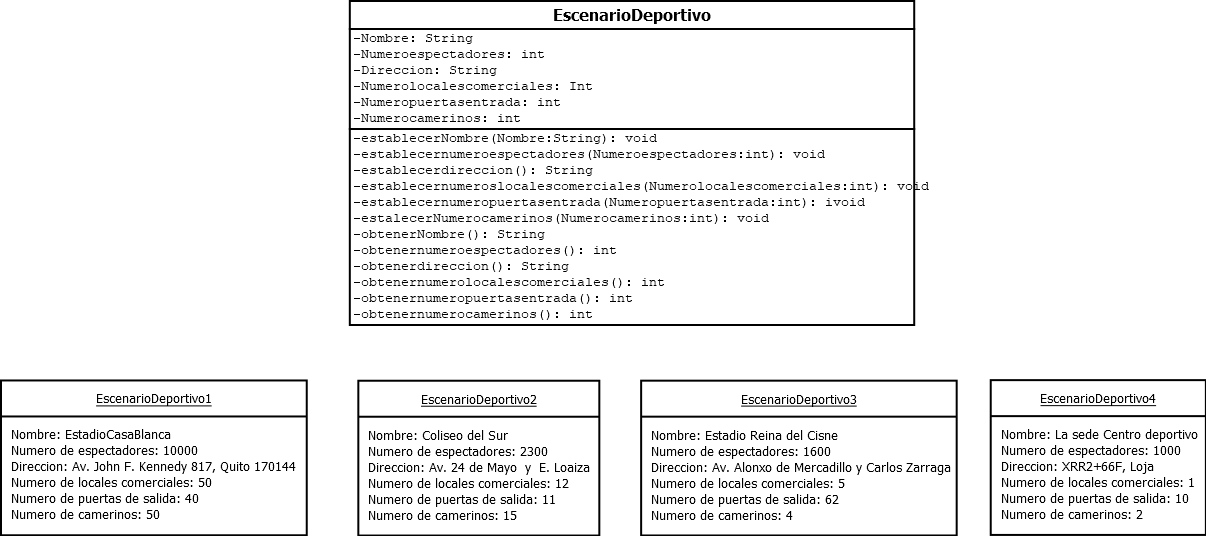 EscenarioDeportivo
-Nombre: String
-Numeroespectadores: int
-Direccion: String
-Numerolocalescomerciales: Int
-Numeropuertasentrada: int
-Numerocamerinos: int
-establecerNombre(Nombre:String): void
-establecernumeroespectadores(Numeroespectadores:int): void
-establecerdireccion(): String
-establecernumeroslocalescomerciales(Numerolocalescomerciales:int): void
-establecernumeropuertasentrada(Numeropuertasentrada:int): ivoid
-estalecerNumerocamerinos(Numerocamerinos:int): void
-obtenerNombre(): String
-obtenernumeroespectadores(): int
-obtenerdireccion(): String
-obtenernumerolocalescomerciales(): int
-obtenernumeropuertasentrada(): int
-obtenernumerocamerinos(): int
EscenarioDeportivo1
Nombre: EstadioCasaBlanca
Numero de espectadores: 10000
Direccion: Av. John F. Kennedy 817, Quito 170144
Numero de locales comerciales: 50
Numero de puertas de salida: 40
Numero de camerinos: 50
EscenarioDeportivo2
Nombre: Coliseo del Sur
Numero de espectadores: 2300
Direccion: Av. 24 de Mayo y E. Loaiza
Numero de locales comerciales: 12
Numero de puertas de salida: 11
Numero de camerinos: 15
EscenarioDeportivo3
Nombre: Estadio Reina del Cisne
Numero de espectadores: 1600
Direccion: Av. Alonxo de Mercadillo y Carlos Zarraga
Numero de locales comerciales: 5
Numero de puertas de salida: 62
Numero de camerinos: 4
EscenarioDeportivo4
Nombre: La sede Centro deportivo
Numero de espectadores: 1000
Direccion: XRR2+66F, Loja
Numero de locales comerciales: 1
Numero de puertas de salida: 10
Numero de camerinos: 2